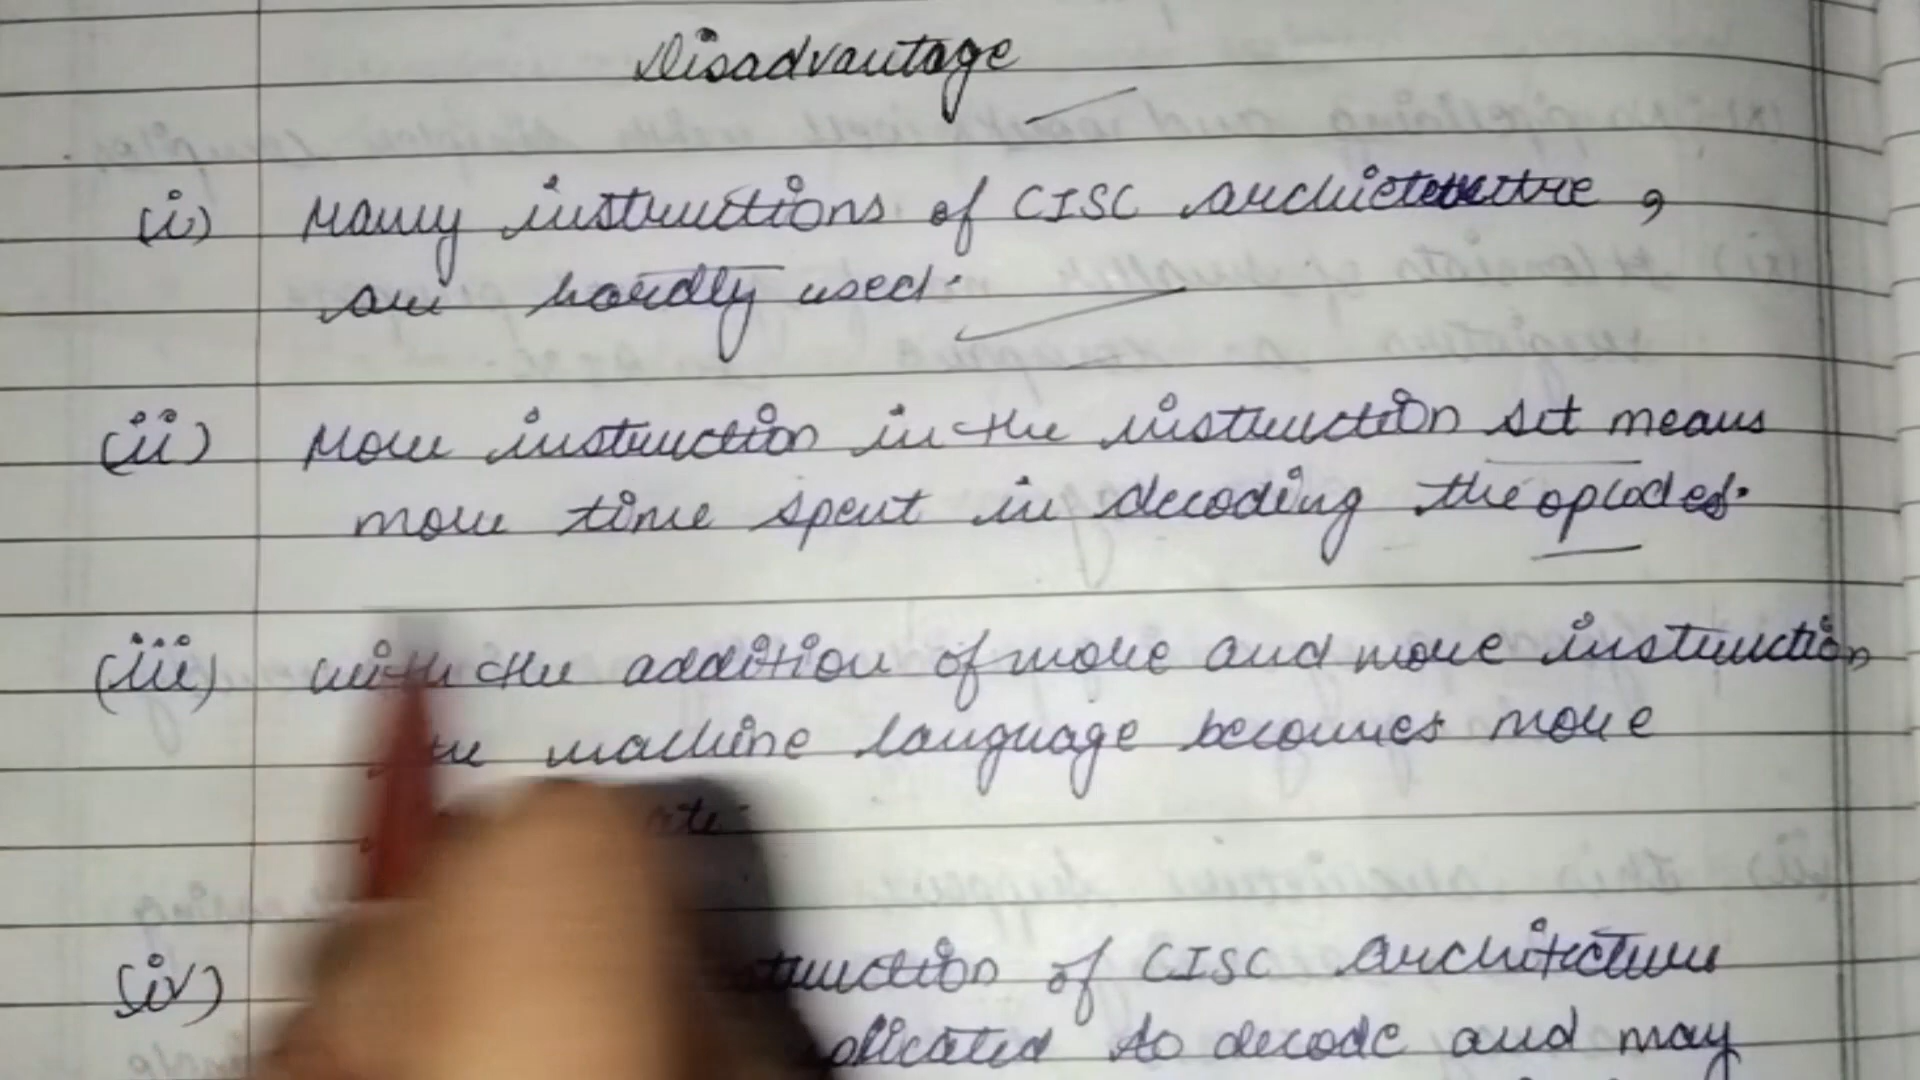 Disadvantage
(i) Many instructions of CISC architecture,
are hardly used.
(ii) More instruction in the instruction set means
more time spent in decoding the opcodes.
(iii) with the addition of more and more instruction
the machine language becomes more
(iv) of CISC architecture
to decode and may